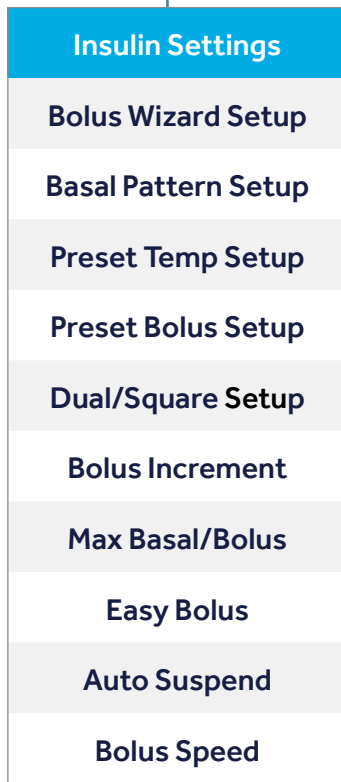 Insulin Settings
Bolus Wizard Setup
Basal Pattern Setup
Preset Temp Setup
Preset Bolus Setup
Dual/Square Setup
Bolus Increment
Max Basal/Bolus
Easy Bolus
Auto Suspend
Bolus Speed